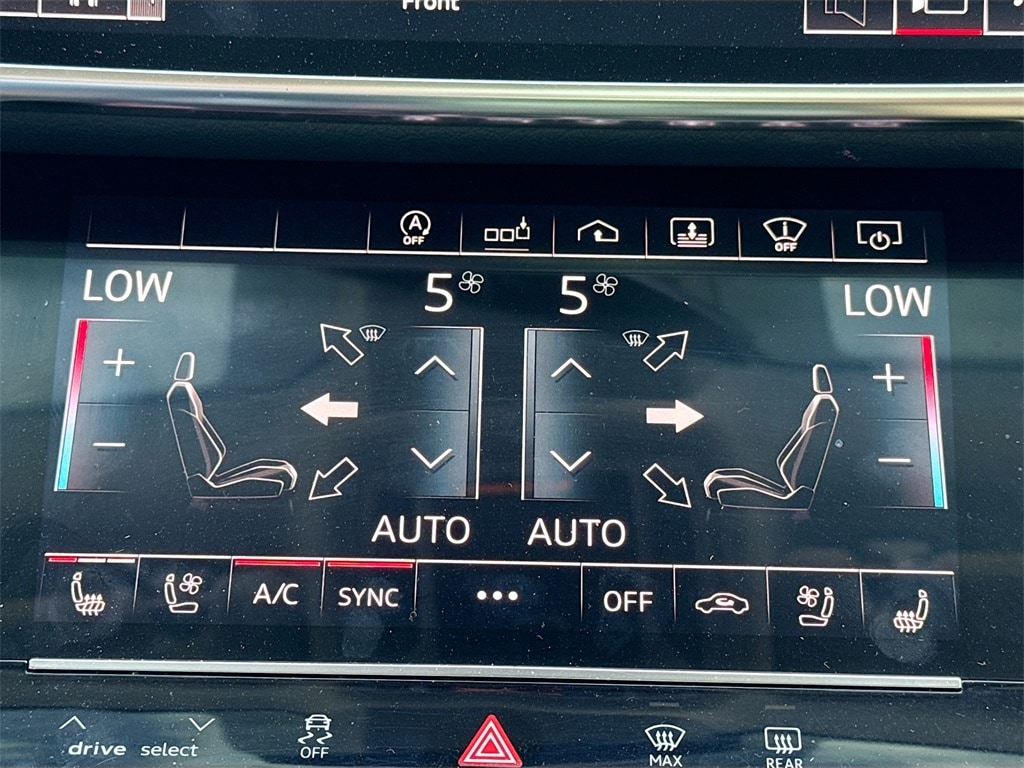 Front
A
OFF
i
OFF
LOW 5 5 LOW
+ +
- -
AUTO AUTO
A/C SYNC ... OFF
drive select
OFF
MAX
REAR